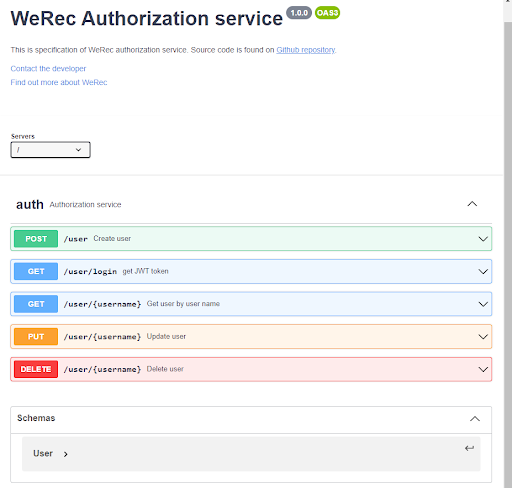 WeRec Authorization service 1.0.0 OAS3
This is specification of WeRec authorization service. Source code is found on Github repository.
Contact the developer
Find out more about WeRec
Servers
/
auth Authorization service
POST /user Create user
GET /user/login get JWT token
GET /user/{username} Get user by user name
PUT /user/{username} Update user
DELETE /user/{username} Delete user
Schemas
User